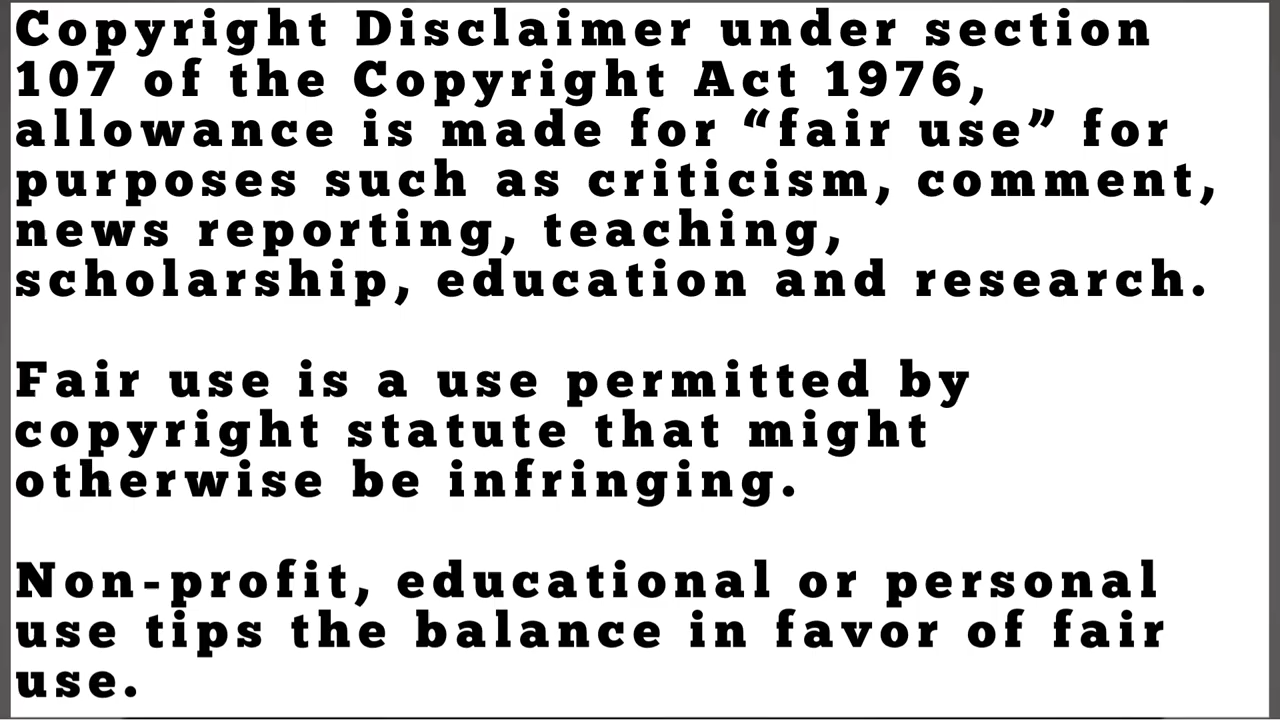 Copyright Disclaimer under section
107 of the Copyright Act 1976,
allowance is made for “fair use” for
purposes such as criticism, comment,
news reporting, teaching,
scholarship, education and research.
Fair use is a use permitted by
copyright statute that might
otherwise be infringing.
Non-profit, educational or personal
use tips the balance in favor of fair
use.